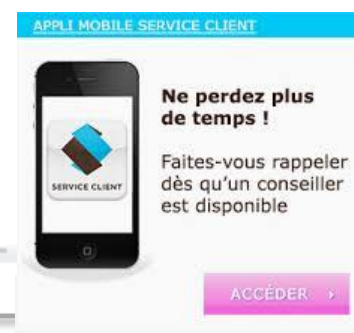 APPLI MOBILE SERVICE CLIENT
Ne perdez plus
de temps !
Faites-vous rappeler
dès qu'un conseiller
est disponible
SERVICE CLIENT
ACCÉDER